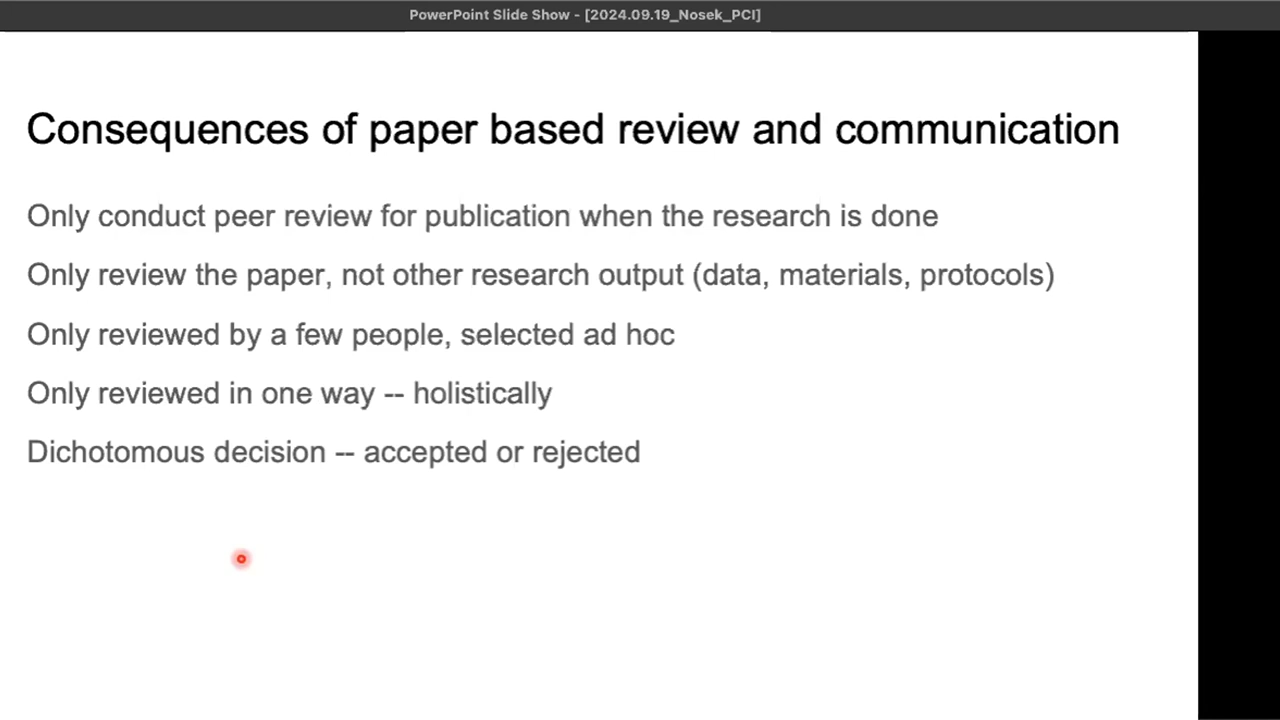 PowerPoint Slide Show - [2024.09.19_Nosek_PCI]
Consequences of paper based review and communication
Only conduct peer review for publication when the research is done
Only review the paper, not other research output (data, materials, protocols)
Only reviewed by a few people, selected ad hoc
Only reviewed in one way -- holistically
Dichotomous decision -- accepted or rejected